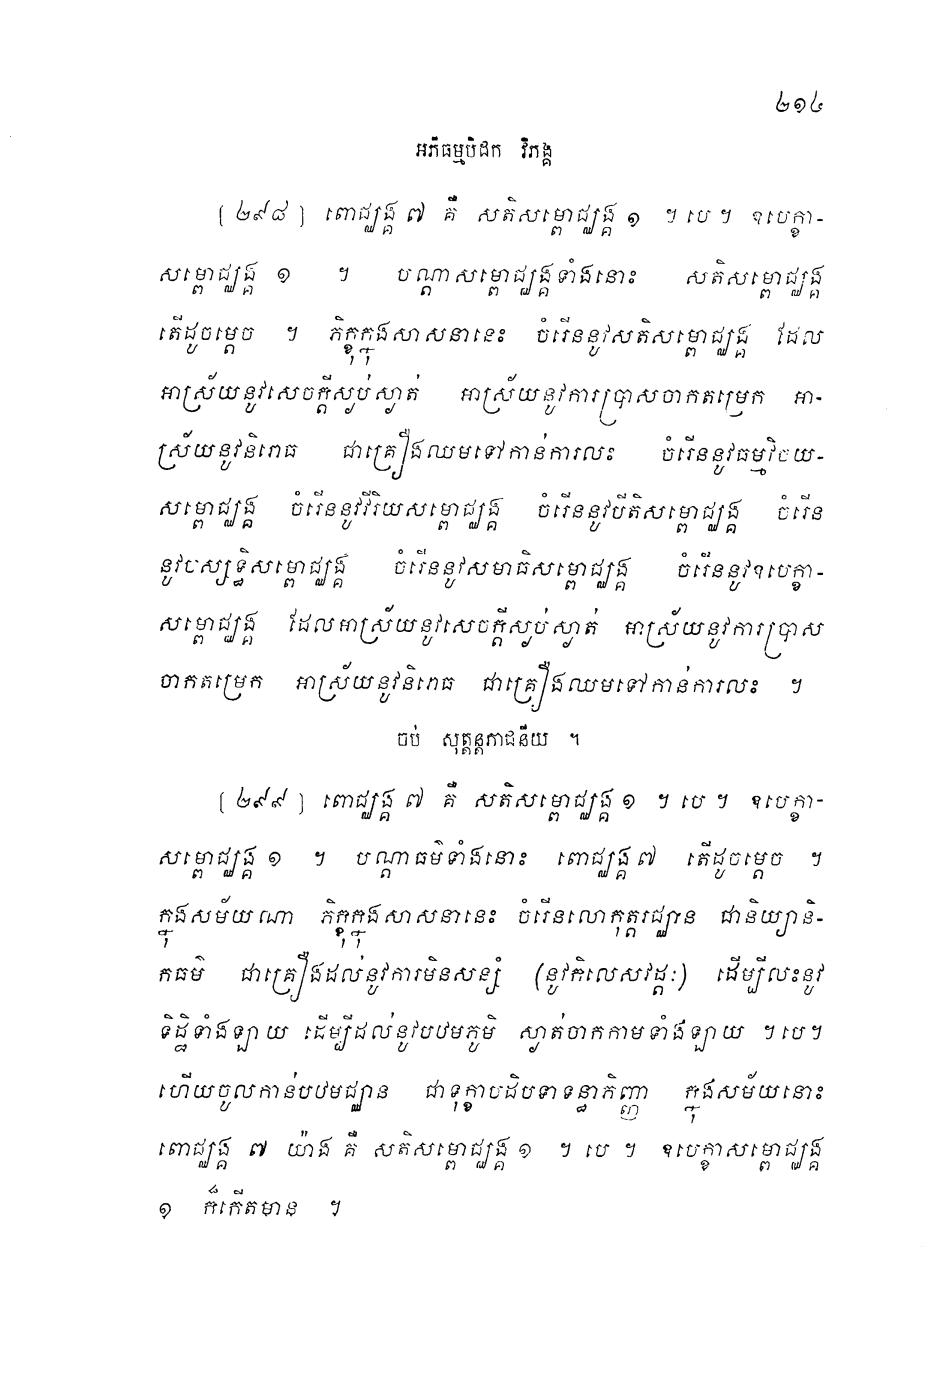 ២១៤
អភិធម្មបិដក វិភង្គ
[២៩៨] ពោជ្ឈង្គ ៧ គឺ សតិសម្ពោជ្ឈង្គ ១ ។ បេ ។ ឧបេក្ខា-
សម្ពោជ្ឈង្គ ១ ។ បណ្តាសម្ពោជ្ឈង្គទាំងនោះ សតិសម្ពោជ្ឈង្គ
តើដូចម្តេច ។ ភិក្ខុក្នុងសាសនានេះ ចំរើននូវសតិសម្ពោជ្ឈង្គ ដែល
អាស្រ័យនូវសេចក្តីស្ងប់ស្ងាត់ អាស្រ័យនូវការប្រាសចាកតម្រេក អា-
ស្រ័យនូវនិរោធ ជាគ្រឿងឈមទៅកាន់ការលះ ចំរើននូវធម្មវិចយ-
សម្ពោជ្ឈង្គ ចំរើននូវវីរិយសម្ពោជ្ឈង្គ ចំរើននូវបីតិសម្ពោជ្ឈង្គ ចំរើន
នូវបស្សទ្ធិសម្ពោជ្ឈង្គ ចំរើននូវសមាធិសម្ពោជ្ឈង្គ ចំរើននូវឧបេក្ខា-
សម្ពោជ្ឈង្គ ដែលអាស្រ័យនូវសេចក្តីស្ងប់ស្ងាត់ អាស្រ័យនូវការប្រាស
ចាកតម្រេក អាស្រ័យនូវនិរោធ ជាគ្រឿងឈមទៅកាន់ការលះ ។
ចប់ សុត្តន្តភាជនីយ ។
[២៩៩] ពោជ្ឈង្គ ៧ គឺ សតិសម្ពោជ្ឈង្គ ១ ។ បេ ។ ឧបេក្ខា-
សម្ពោជ្ឈង្គ ១ ។ បណ្តាធម៌ទាំងនោះ ពោជ្ឈង្គ ៧ តើដូចម្តេច ។
ក្នុងសម័យណា ភិក្ខុក្នុងសាសនានេះ ចំរើនលោកុត្តរជ្ឈាន ជានិយ្យានិ-
កធម៌ ជាគ្រឿងដល់នូវការមិនសន្សំ (នូវកិលេសវដ្តៈ) ដើម្បីលះនូវ
ទិដ្ឋិទាំងឡាយ ដើម្បីដល់នូវបឋមភូមិ ស្ងាត់ចាកកាមទាំងឡាយ ។បេ។
ហើយចូលកាន់បឋមជ្ឈាន ជាទុក្ខាបដិបទាទន្ធាភិញ្ញា ក្នុងសម័យនោះ
ពោជ្ឈង្គ ៧ យ៉ាង គឺ សតិសម្ពោជ្ឈង្គ ១ ។ បេ ។ ឧបេក្ខាសម្ពោជ្ឈង្គ
១ ក៏កើតមាន ។